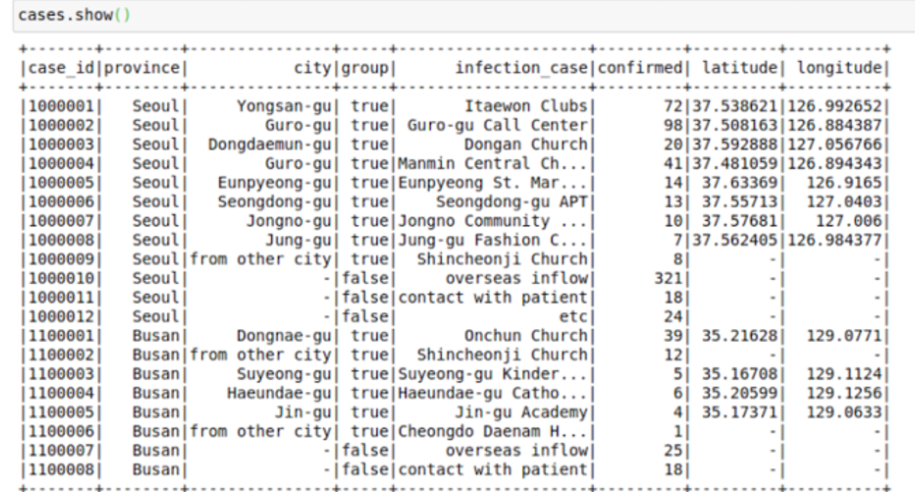 cases.show()
+-------+--------+---------------+-----+--------------------+---------+---------+----------+
|case_id|province|           city|group|      infection_case|confirmed| latitude| longitude|
+-------+--------+---------------+-----+--------------------+---------+---------+----------+
|1000001|   Seoul|     Yongsan-gu| true|       Itaewon Clubs|       72|37.538621|126.992652|
|1000002|   Seoul|        Guro-gu| true| Guro-gu Call Center|       98|37.508163|126.884387|
|1000003|   Seoul|  Dongdaemun-gu| true|       Dongan Church|       20|37.592888|127.056766|
|1000004|   Seoul|        Guro-gu| true|Manmin Central Ch...|       41|37.481059|126.894343|
|1000005|   Seoul|   Eunpyeong-gu| true|Eunpyeong St. Mar...|       14| 37.63369|  126.9165|
|1000006|   Seoul|   Seongdong-gu| true|    Seongdong-gu APT|       13| 37.55713|  127.0403|
|1000007|   Seoul|      Jongno-gu| true|Jongno Community ...|       10| 37.57681|   127.006|
|1000008|   Seoul|        Jung-gu| true|Jung-gu Fashion C...|        7|37.562405|126.984377|
|1000009|   Seoul|from other city| true|  Shincheonji Church|        8|        -|         -|
|1000010|   Seoul|              -|false|     overseas inflow|      321|        -|         -|
|1000011|   Seoul|              -|false|contact with patient|       18|        -|         -|
|1000012|   Seoul|              -|false|                 etc|       24|        -|         -|
|1100001|   Busan|     Dongnae-gu| true|       Onchun Church|       39| 35.21628|  129.0771|
|1100002|   Busan|from other city| true|  Shincheonji Church|       12|        -|         -|
|1100003|   Busan|     Suyeong-gu| true|Suyeong-gu Kinder...|        5| 35.16708|  129.1124|
|1100004|   Busan|    Haeundae-gu| true|Haeundae-gu Catho...|        6| 35.20599|  129.1256|
|1100005|   Busan|         Jin-gu| true|      Jin-gu Academy|        4| 35.17371|  129.0633|
|1100006|   Busan|from other city| true|Cheongdo Daenam H...|        1|        -|         -|
|1100007|   Busan|              -|false|     overseas inflow|       25|        -|         -|
|1100008|   Busan|              -|false|contact with patient|       18|        -|         -|
+-------+--------+---------------+-----+--------------------+---------+---------+----------+